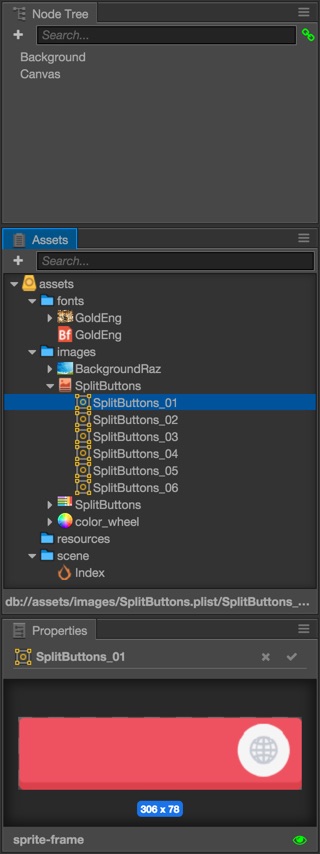 Node Tree
Search...
Background
Canvas
Assets
Search...
assets
fonts
GoldEng
Bf GoldEng
images
BackgroundRaz
SplitButtons
SplitButtons_01
SplitButtons_02
SplitButtons_03
SplitButtons_04
SplitButtons_05
SplitButtons_06
SplitButtons
color_wheel
resources
scene
Index
db://assets/images/SplitButtons.plist/SplitButtons_...
Properties
SplitButtons_01
306 x 78
sprite-frame